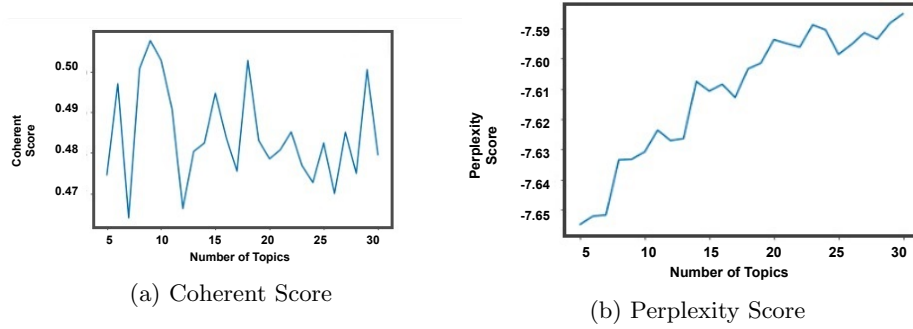 0.50
0.49
0.48
0.47
Coherent
Score
5 10 15 20 25 30
Number of Topics
(a) Coherent Score
-7.59
-7.60
-7.61
-7.62
-7.63
-7.64
-7.65
Perplexity
Score
5 10 15 20 25 30
Number of Topics
(b) Perplexity Score